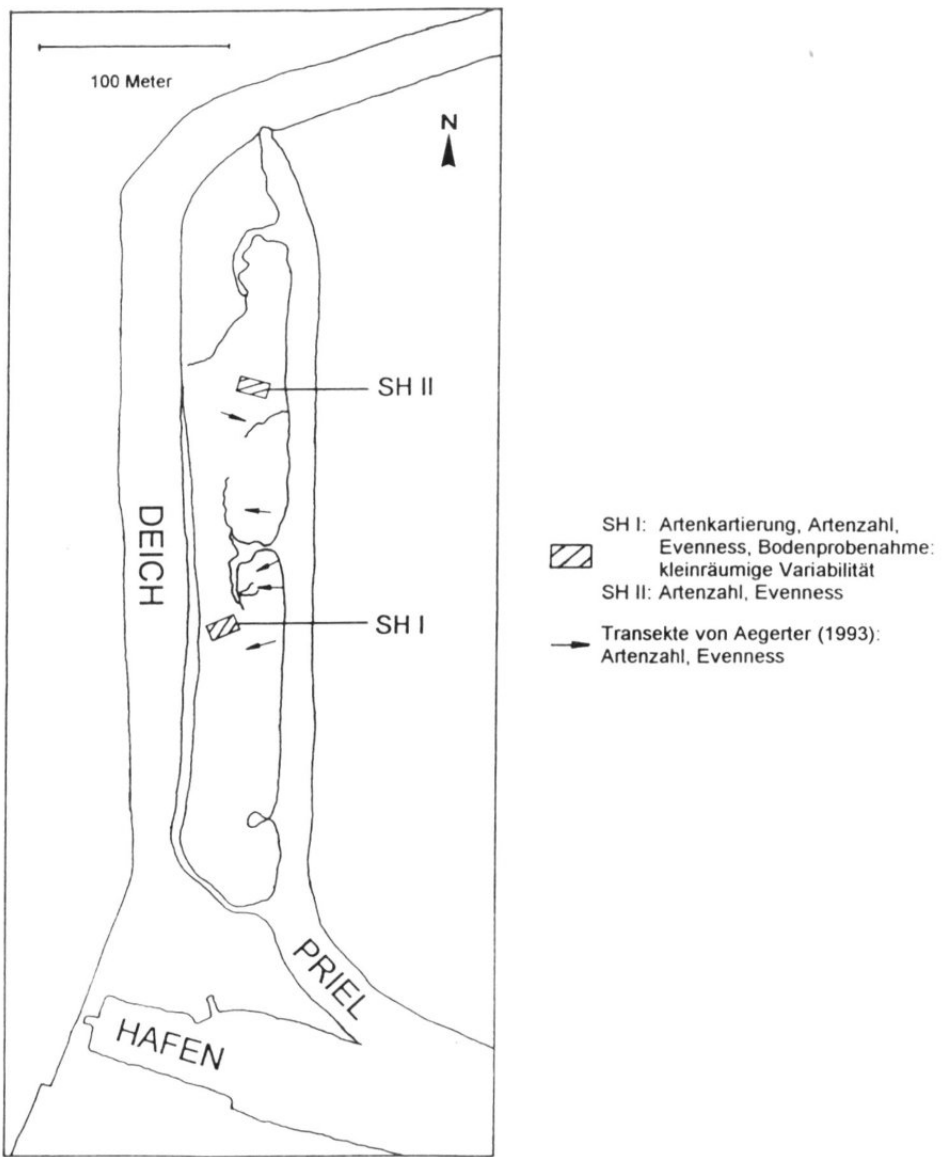 100 Meter
N
SH II
DEICH
SH I
PRIEL
HAFEN
SH I: Artenkartierung, Artenzahl,
Evenness, Bodenprobenahme:
kleinräumige Variabilität
SH II: Artenzahl, Evenness
Transekte von Aegerter (1993):
Artenzahl, Evenness